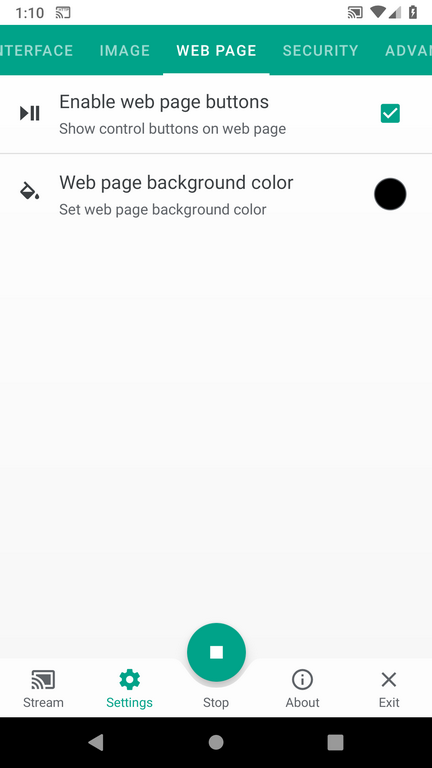 1:10
NTERFACE IMAGE WEB PAGE SECURITY ADVAN
Enable web page buttons
Show control buttons on web page
Web page background color
Set web page background color
Stream Settings Stop About Exit